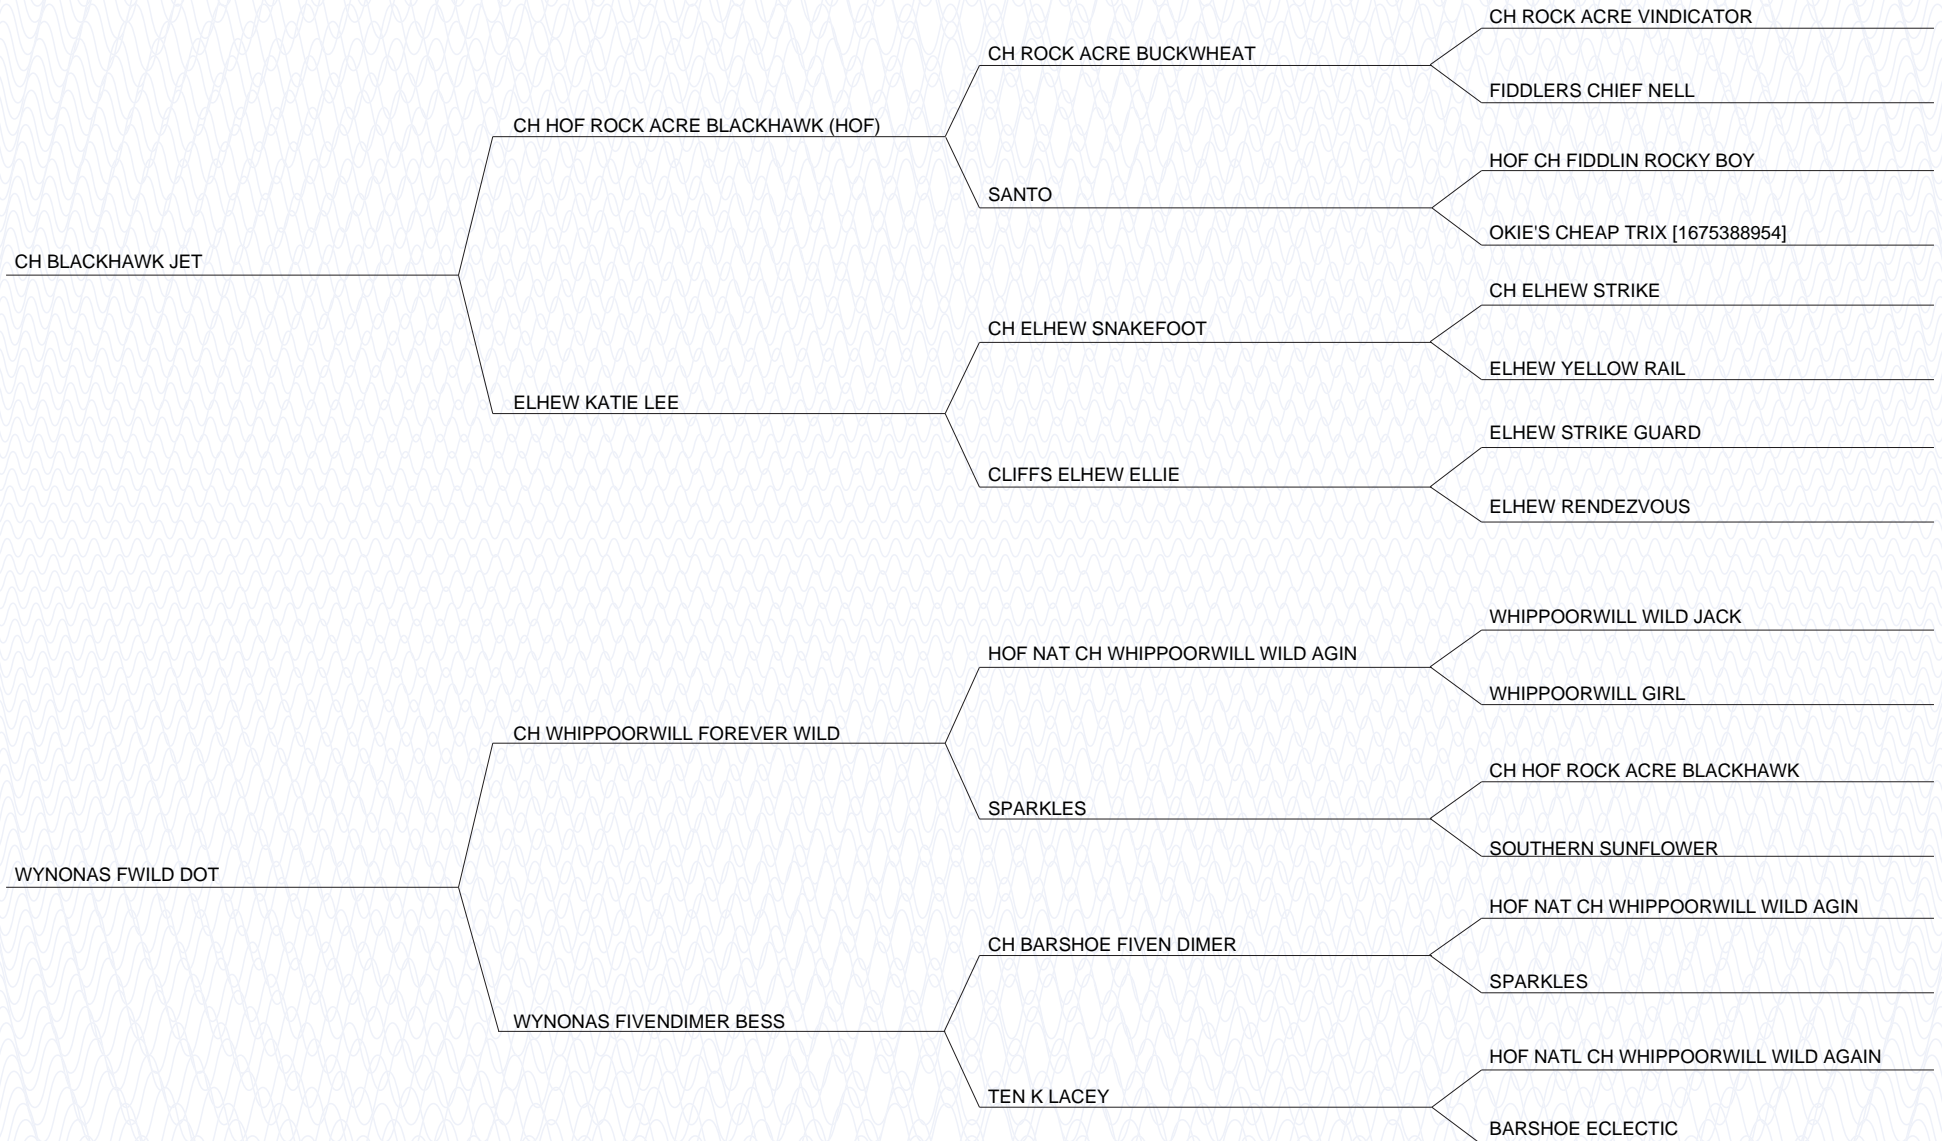 CH ROCK ACRE VINDICATOR
CH ROCK ACRE BUCKWHEAT
FIDDLERS CHIEF NELL
CH HOF ROCK ACRE BLACKHAWK (HOF)
HOF CH FIDDLIN ROCKY BOY
SANTO
OKIE'S CHEAP TRIX [1675388954]
CH BLACKHAWK JET
CH ELHEW STRIKE
CH ELHEW SNAKEFOOT
ELHEW YELLOW RAIL
ELHEW KATIE LEE
ELHEW STRIKE GUARD
CLIFFS ELHEW ELLIE
ELHEW RENDEZVOUS
WHIPPOORWILL WILD JACK
HOF NAT CH WHIPPOORWILL WILD AGIN
WHIPPOORWILL GIRL
CH WHIPPOORWILL FOREVER WILD
CH HOF ROCK ACRE BLACKHAWK
SPARKLES
SOUTHERN SUNFLOWER
WYNONAS FWILD DOT
HOF NAT CH WHIPPOORWILL WILD AGIN
CH BARSHOE FIVEN DIMER
SPARKLES
WYNONAS FIVENDIMER BESS
HOF NATL CH WHIPPOORWILL WILD AGAIN
TEN K LACEY
BARSHOE ECLECTIC